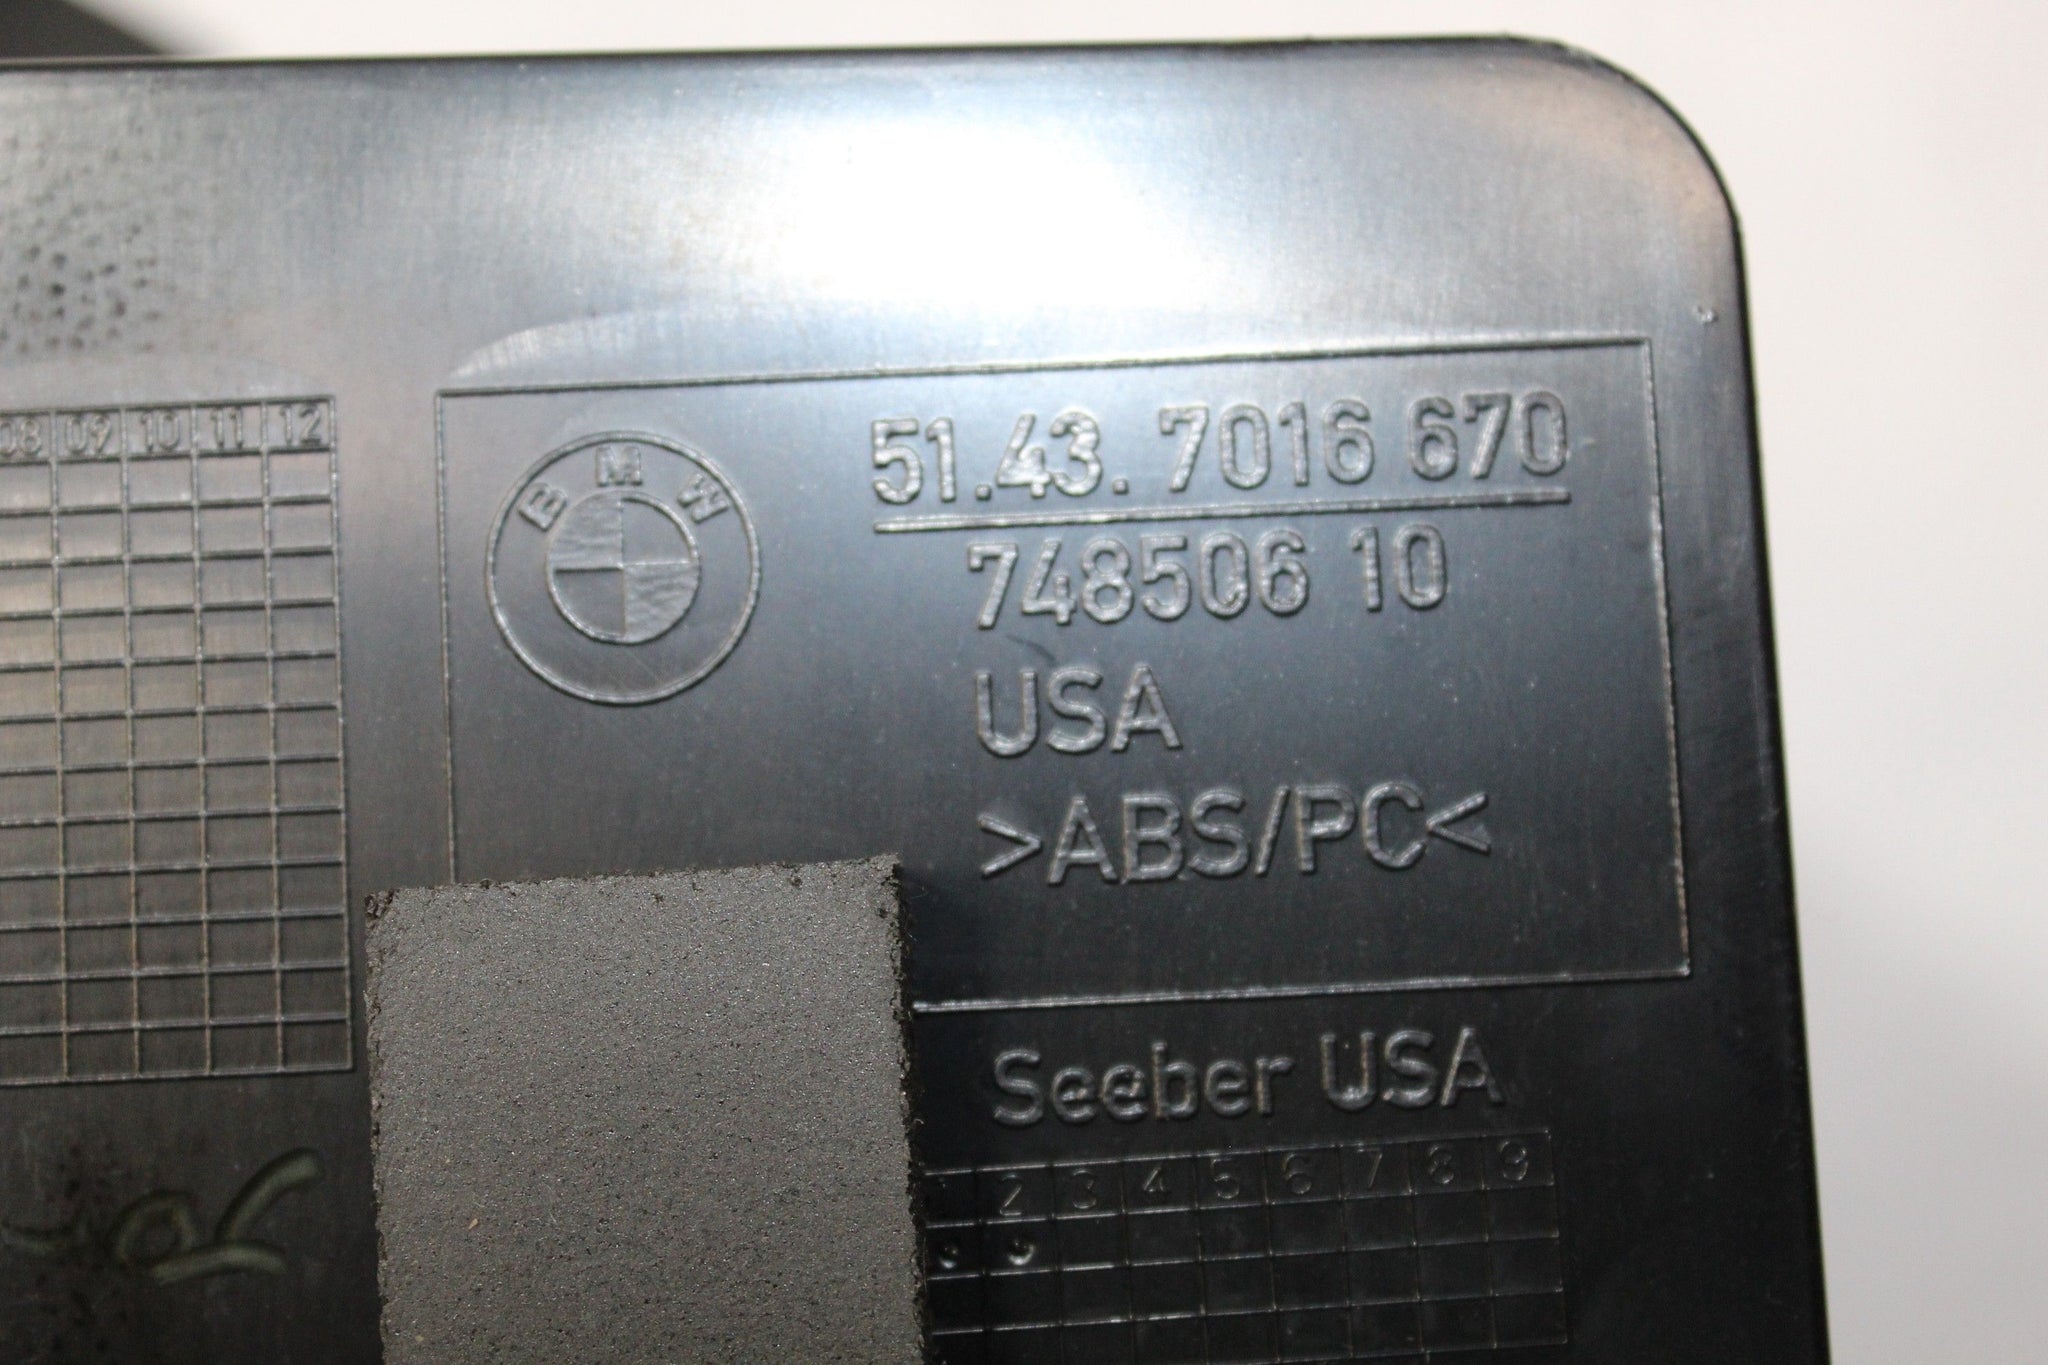 08 09 10 11 12
BMW
51.43. 7016 670
748506 10
USA
>ABS/PC<
Seeber USA
1 2 3 4 5 6 7 8 9